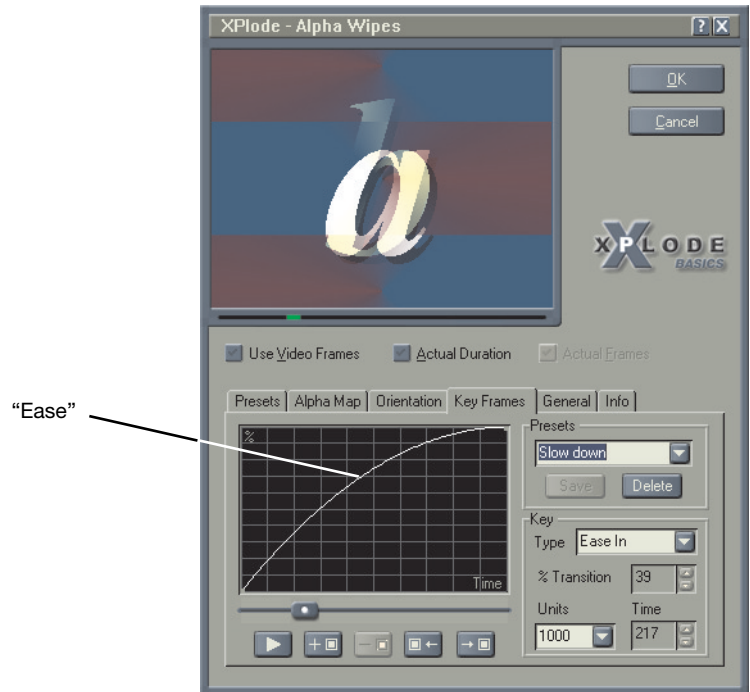 XPlode - Alpha Wipes
? X
a
OK
Cancel
XPLODE
BASICS
Use Video Frames
Actual Duration
Actual Frames
Presets
Alpha Map
Orientation
Key Frames
General
Info
“Ease”
%
Time
Presets
Slow down
Save
Delete
Key
Type
Ease In
% Transition
39
Units
Time
1000
217